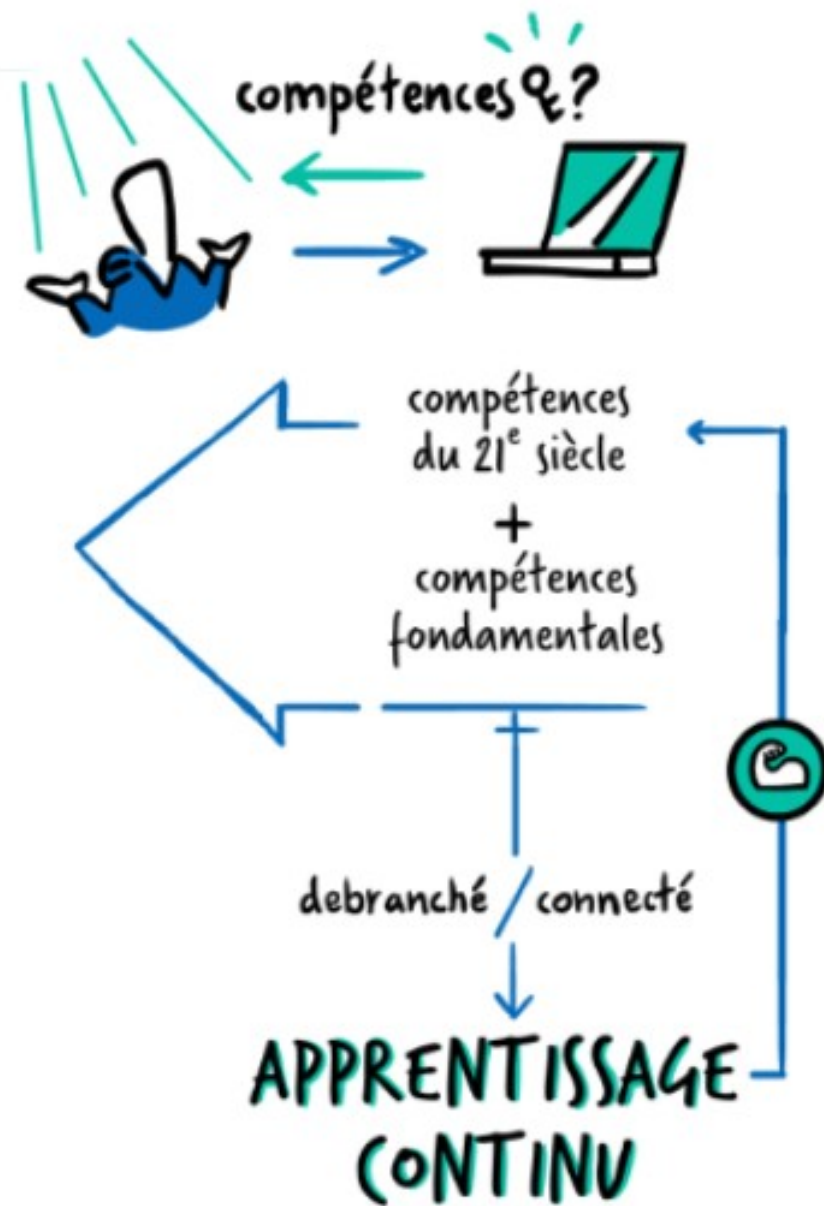 compétences ?
compétences
du 21e siècle
+
compétences
fondamentales
debranché / connecté
APPRENTISSAGE
CONTINU